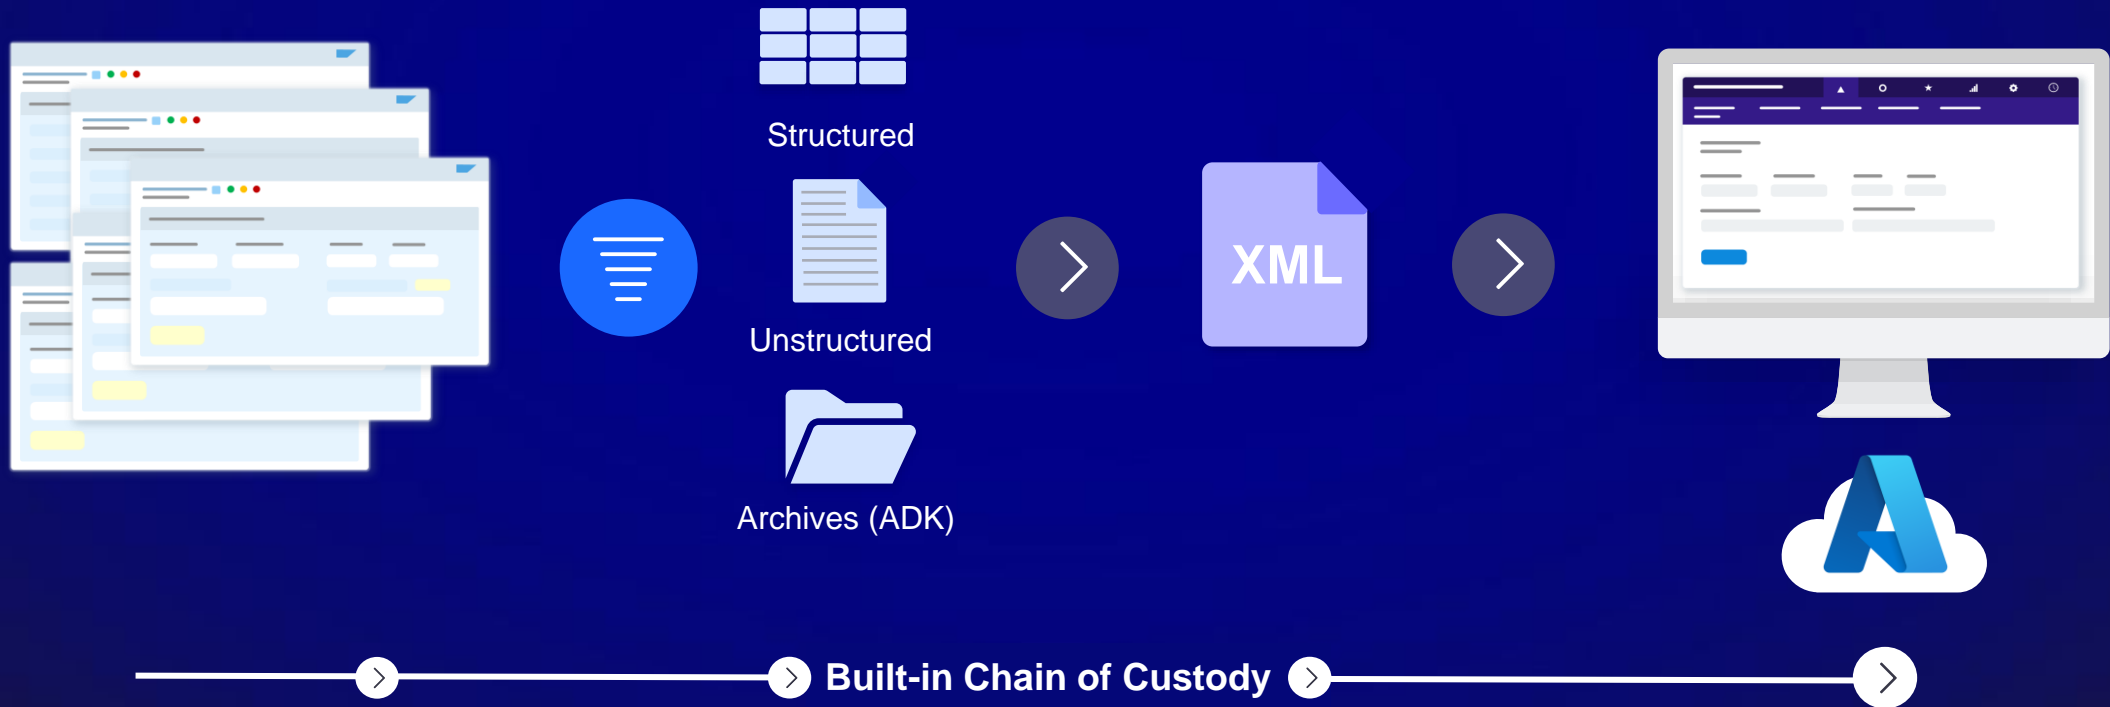 Structured
Unstructured
Archives (ADK)
XML
Built-in Chain of Custody